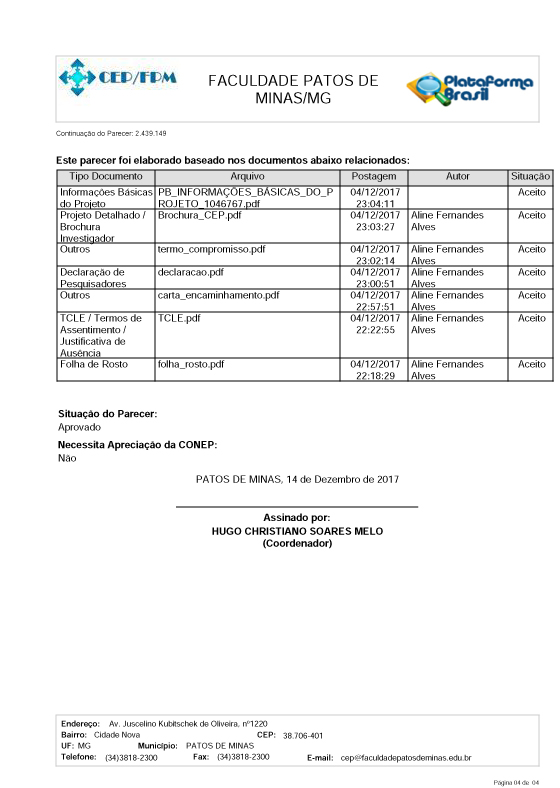 CEP/FPM
FACULDADE PATOS DE
MINAS/MG
Plataforma
Brasil
Continuação do Parecer: 2.439.149
Este parecer foi elaborado baseado nos documentos abaixo relacionados:
Tipo Documento Arquivo Postagem Autor Situação
Informações Básicas PB_INFORMAÇÕES_BÁSICAS_DO_P 04/12/2017 Aceito
do Projeto ROJETO_1046767.pdf 23:04:11
Projeto Detalhado / Brochura_CEP.pdf 04/12/2017 Aline Fernandes Aceito
Brochura 23:03:27 Alves
Investigador
Outros termo_compromisso.pdf 04/12/2017 Aline Fernandes Aceito
23:02:14 Alves
Declaração de declaracao.pdf 04/12/2017 Aline Fernandes Aceito
Pesquisadores 23:00:51 Alves
Outros carta_encaminhamento.pdf 04/12/2017 Aline Fernandes Aceito
22:57:51 Alves
TCLE / Termos de TCLE.pdf 04/12/2017 Aline Fernandes Aceito
Assentimento / 22:22:55 Alves
Justificativa de
Ausência
Folha de Rosto folha_rosto.pdf 04/12/2017 Aline Fernandes Aceito
22:18:29 Alves
Situação do Parecer:
Aprovado
Necessita Apreciação da CONEP:
Não
PATOS DE MINAS, 14 de Dezembro de 2017
Assinado por:
HUGO CHRISTIANO SOARES MELO
(Coordenador)
Endereço: Av. Juscelino Kubitschek de Oliveira, nº1220
Bairro: Cidade Nova CEP: 38.706-401
UF: MG Município: PATOS DE MINAS
Telefone: (34)3818-2300 Fax: (34)3818-2300 E-mail: cep@faculdadepatosdeminas.edu.br
Página 04 de 04